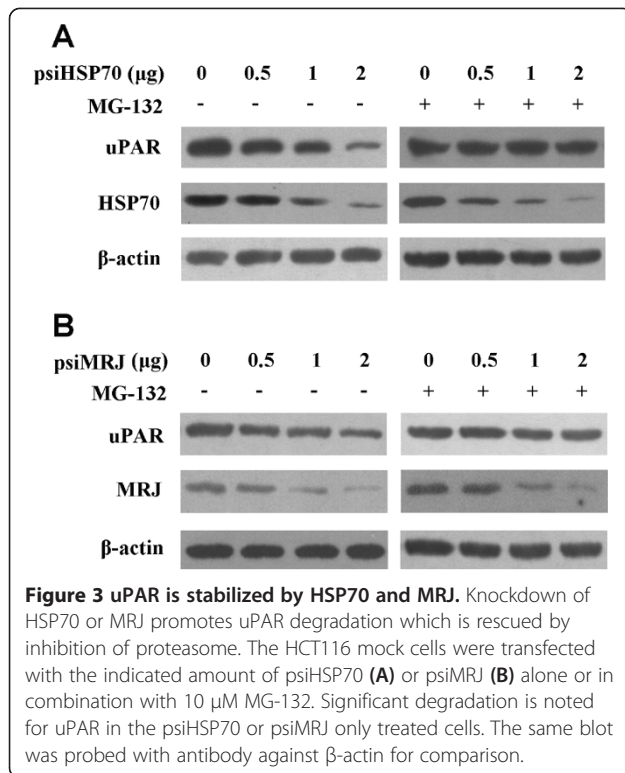 A
psiHSP70 (μg) 0 0.5 1 2 0 0.5 1 2
MG-132 - - - - + + + +
uPAR
HSP70
β-actin
B
psiMRJ (μg) 0 0.5 1 2 0 0.5 1 2
MG-132 - - - - + + + +
uPAR
MRJ
β-actin
Figure 3 uPAR is stabilized by HSP70 and MRJ. Knockdown of
HSP70 or MRJ promotes uPAR degradation which is rescued by
inhibition of proteasome. The HCT116 mock cells were transfected
with the indicated amount of psiHSP70 (A) or psiMRJ (B) alone or in
combination with 10 μM MG-132. Significant degradation is noted
for uPAR in the psiHSP70 or psiMRJ only treated cells. The same blot
was probed with antibody against β-actin for comparison.